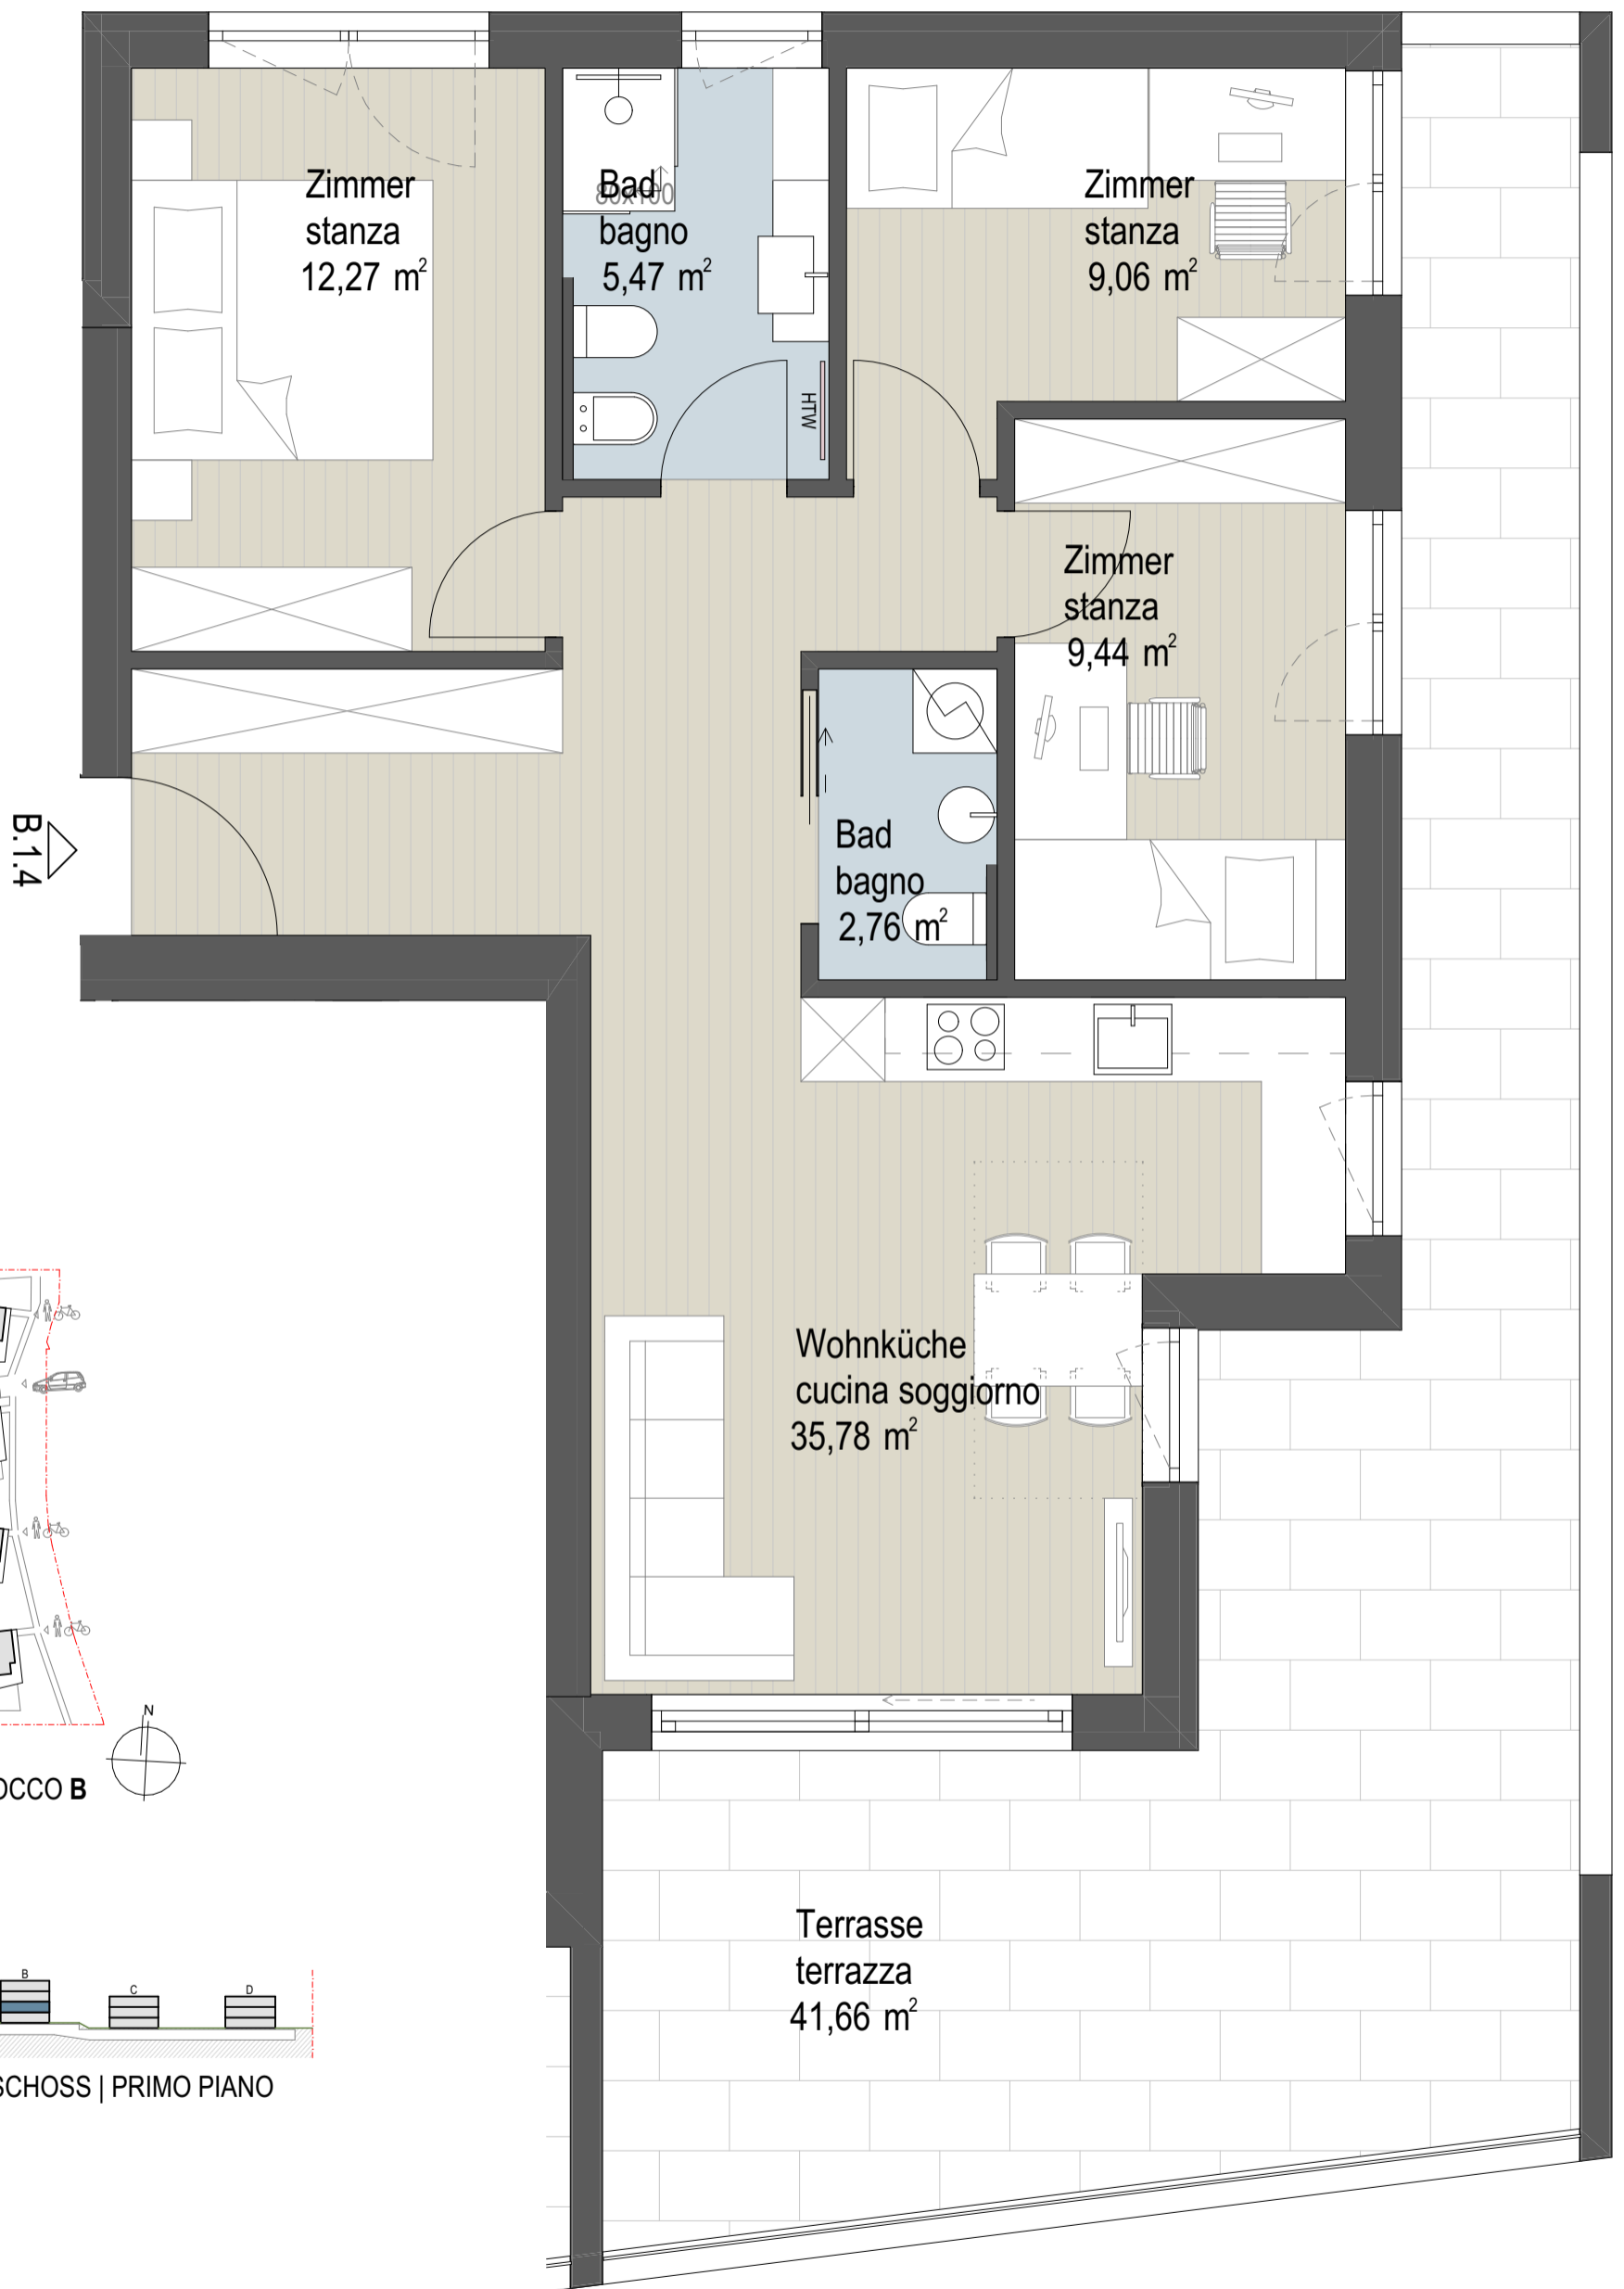 Zimmer
stanza
12,27 m²
80x100
Bad
bagno
5,47 m²
Zimmer
stanza
9,06 m²
HTW
Zimmer
stanza
9,44 m²
B.1.4
Bad
bagno
2,76 m²
Wohnküche
cucina soggiorno
35,78 m²
N
OCCO B
Terrasse
terrazza
41,66 m²
B
C
D
SCHOSS | PRIMO PIANO